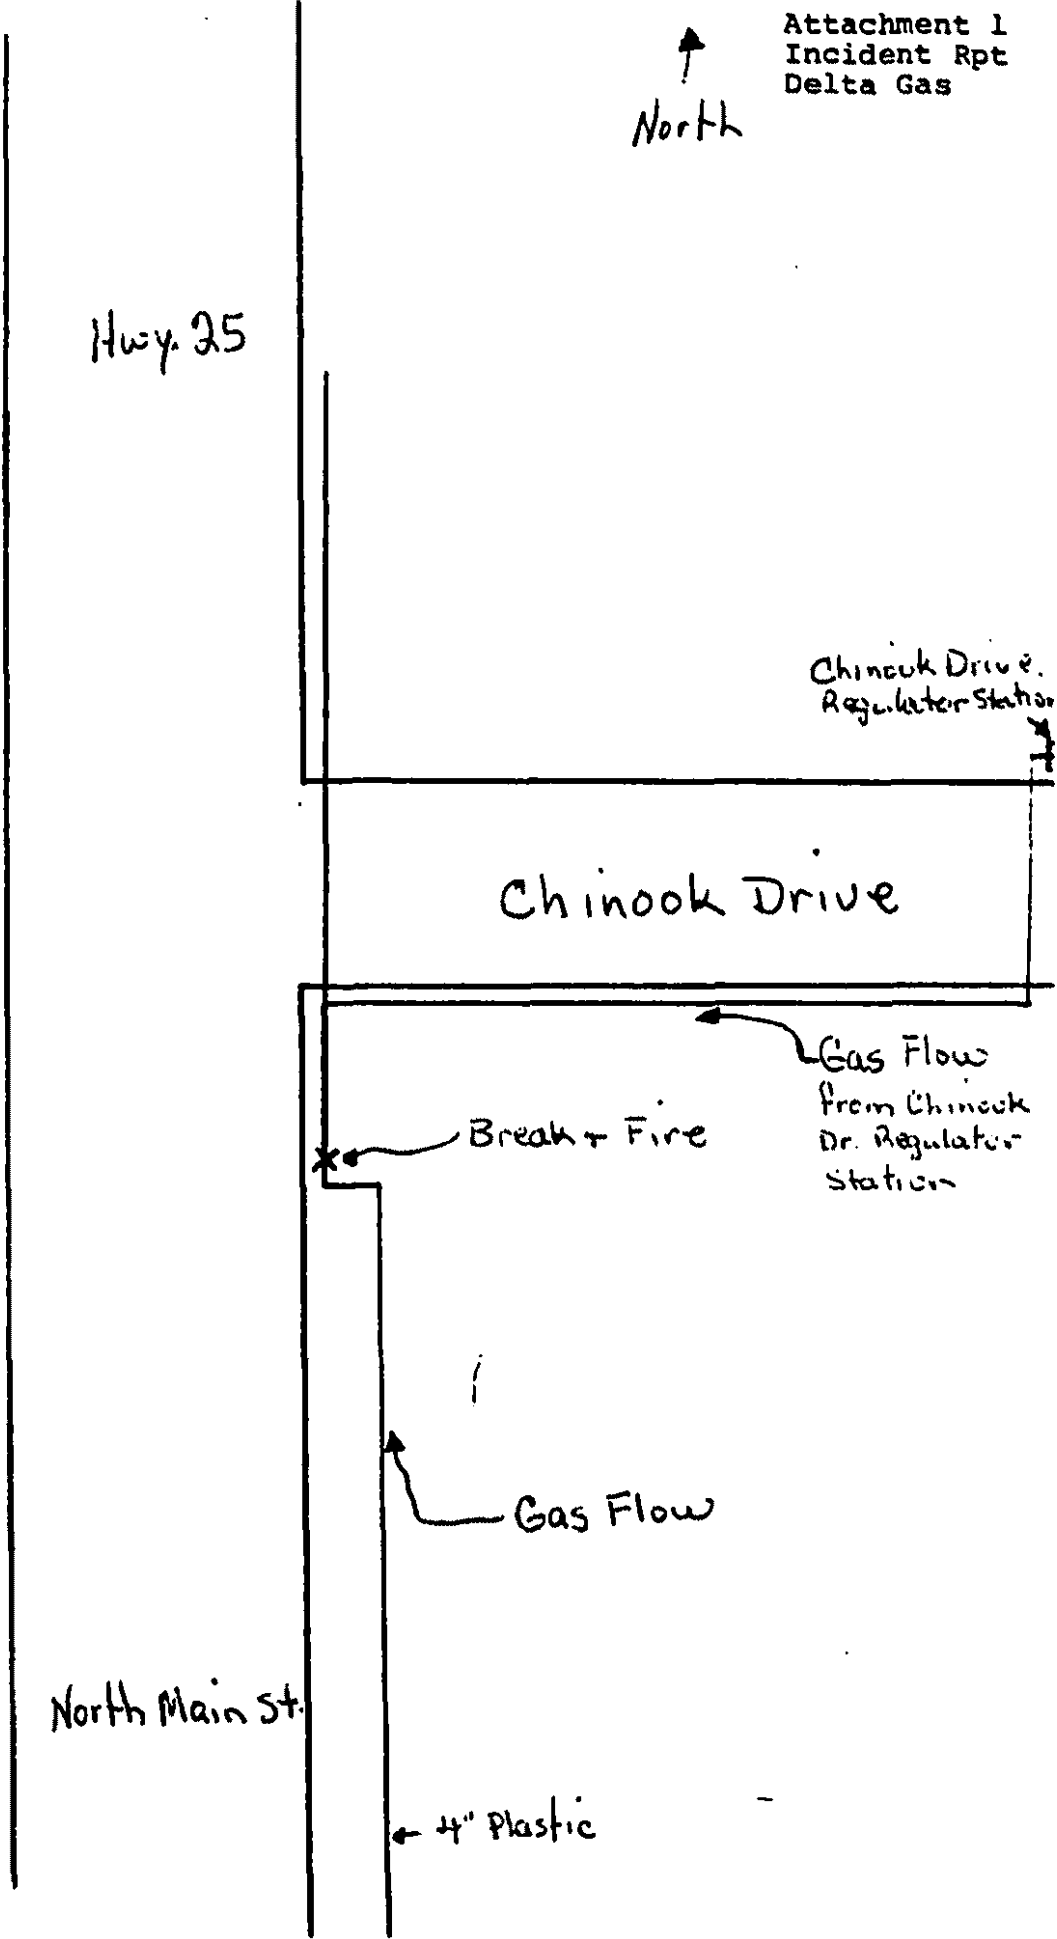 Attachment 1
Incident Rpt
Delta Gas
North
Hwy. 25
Chinook Drive.
Regulator Station
Chinook Drive
Gas Flow
from Chinook
Dr. Regulator
Station
Break + Fire
Gas Flow
North Main St.
4" Plastic